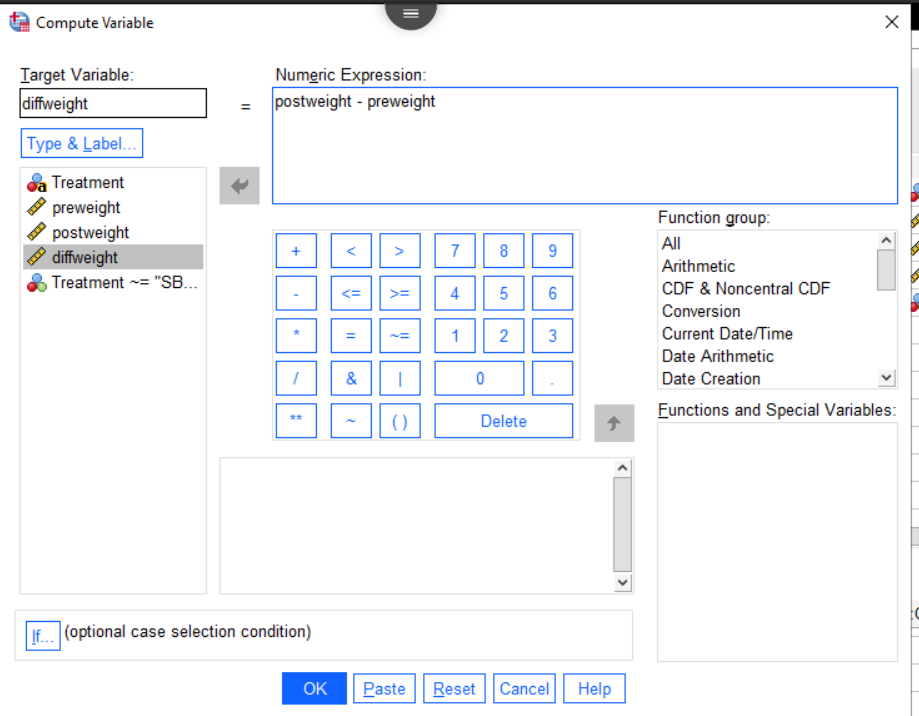 Compute Variable
Target Variable:
diffweight
=
Numeric Expression:
postweight - preweight
Type & Label...
Treatment
preweight
postweight
diffweight
Treatment ~= "SB...
+ < > 7 8 9
- <= >= 4 5 6
* = ~= 1 2 3
/ & | 0 .
** ~ ( ) Delete
Function group:
All
Arithmetic
CDF & Noncentral CDF
Conversion
Current Date/Time
Date Arithmetic
Date Creation
Functions and Special Variables:
If... (optional case selection condition)
OK Paste Reset Cancel Help